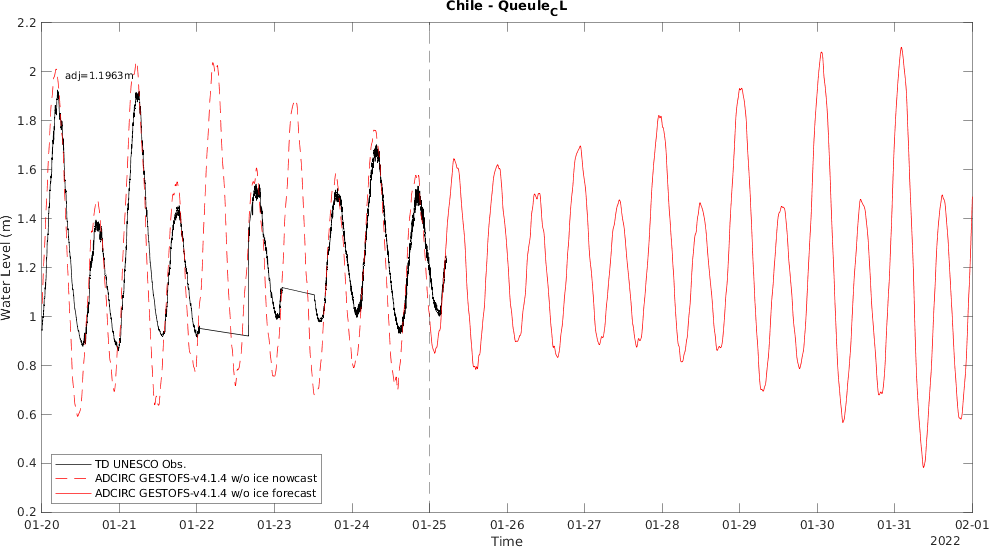 Chile - Queule_CL
2.2
2
1.8
1.6
1.4
1.2
1
0.8
0.6
0.4
0.2
Water Level (m)
adj=1.1963m
TD UNESCO Obs.
ADCIRC GESTOFS-v4.1.4 w/o ice nowcast
ADCIRC GESTOFS-v4.1.4 w/o ice forecast
01-20 01-21 01-22 01-23 01-24 01-25 01-26 01-27 01-28 01-29 01-30 01-31 02-01
Time
2022